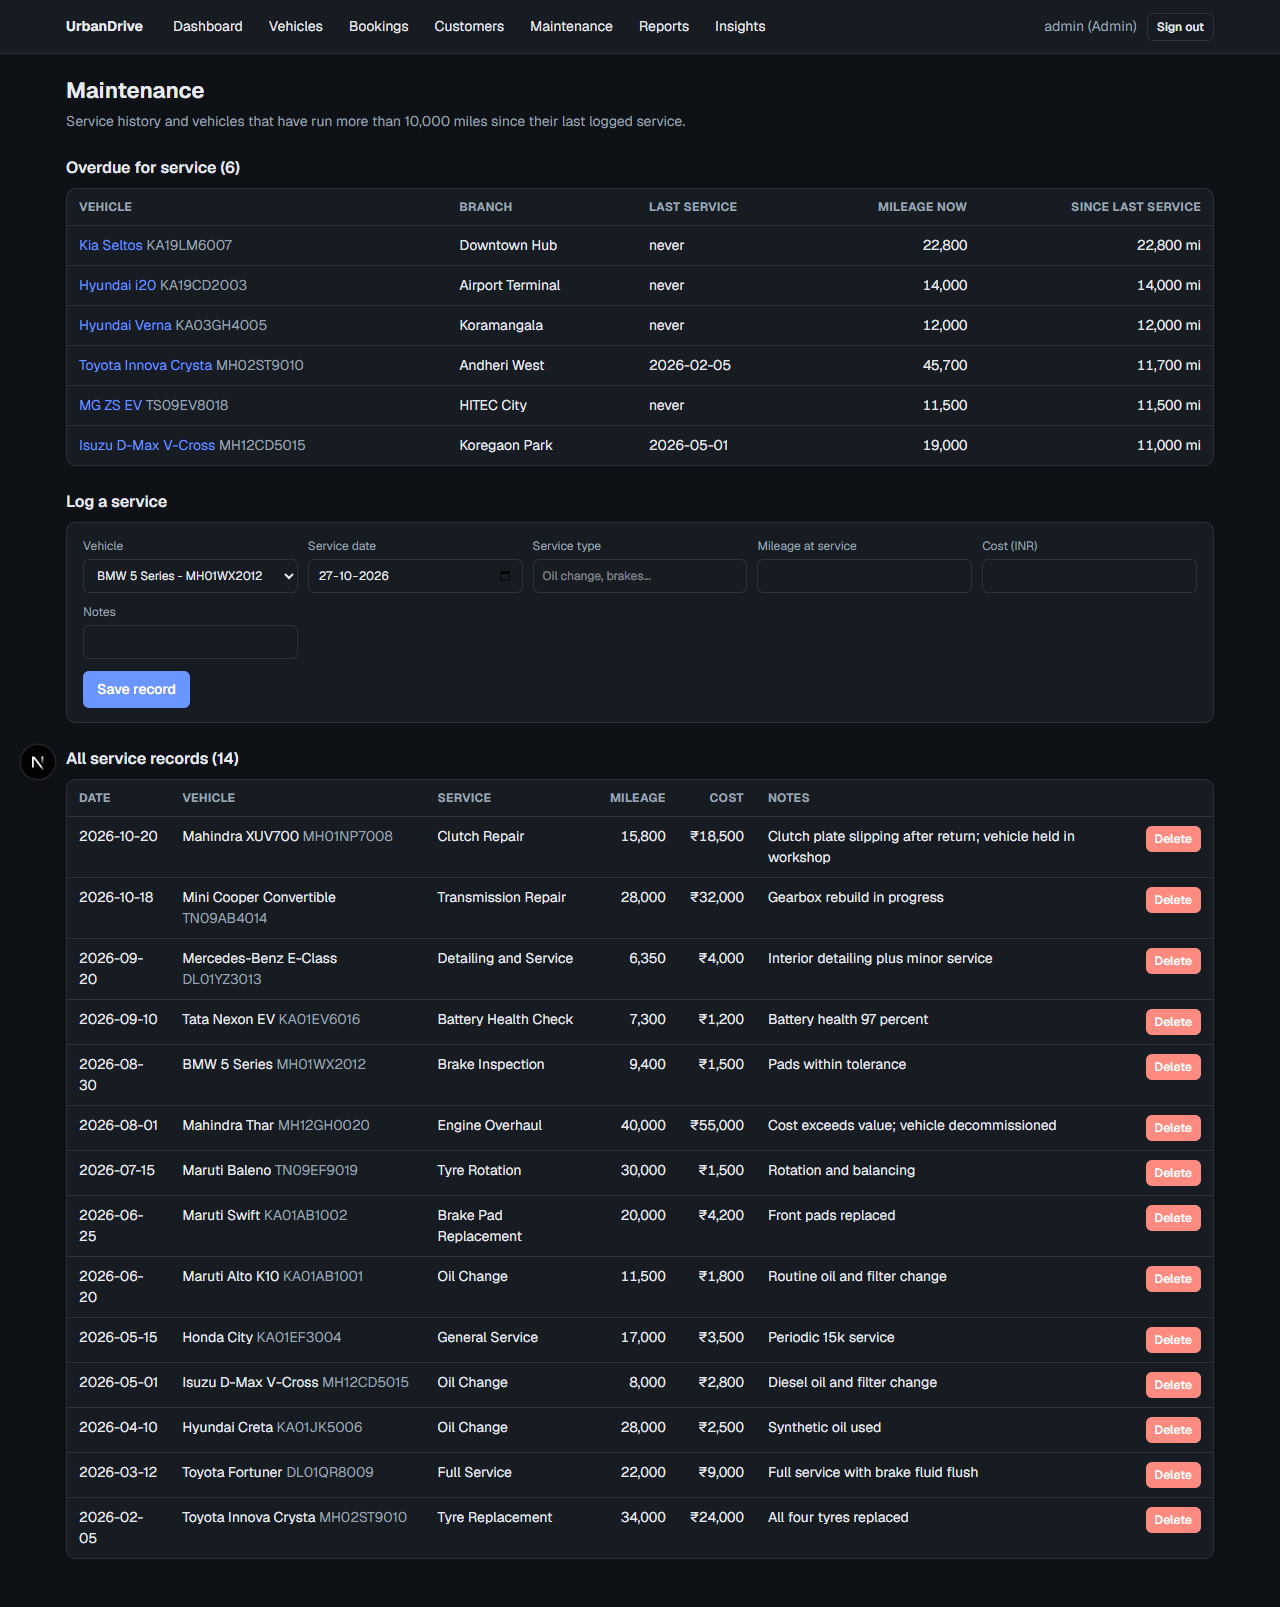 UrbanDrive Dashboard Vehicles Bookings Customers Maintenance Reports Insights admin (Admin) Sign out
Maintenance
Service history and vehicles that have run more than 10,000 miles since their last logged service.
Overdue for service (6)
VEHICLE BRANCH LAST SERVICE MILEAGE NOW SINCE LAST SERVICE
Kia Seltos KA19LM6007 Downtown Hub never 22,800 22,800 mi
Hyundai i20 KA19CD2003 Airport Terminal never 14,000 14,000 mi
Hyundai Verna KA03GH4005 Koramangala never 12,000 12,000 mi
Toyota Innova Crysta MH02ST9010 Andheri West 2026-02-05 45,700 11,700 mi
MG ZS EV TS09EV8018 HITEC City never 11,500 11,500 mi
Isuzu D-Max V-Cross MH12CD5015 Koregaon Park 2026-05-01 19,000 11,000 mi
Log a service
Vehicle Service date Service type Mileage at service Cost (INR)
BMW 5 Series - MH01WX2012 27-10-2026 Oil change, brakes...
Notes
Save record
N
All service records (14)
DATE VEHICLE SERVICE MILEAGE COST NOTES
2026-10-20 Mahindra XUV700 MH01NP7008 Clutch Repair 15,800 ₹18,500 Clutch plate slipping after return; vehicle held in Delete
workshop
2026-10-18 Mini Cooper Convertible Transmission Repair 28,000 ₹32,000 Gearbox rebuild in progress Delete
TN09AB4014
2026-09- Mercedes-Benz E-Class Detailing and Service 6,350 ₹4,000 Interior detailing plus minor service Delete
20 DL01YZ3013
2026-09-10 Tata Nexon EV KA01EV6016 Battery Health Check 7,300 ₹1,200 Battery health 97 percent Delete
2026-08- BMW 5 Series MH01WX2012 Brake Inspection 9,400 ₹1,500 Pads within tolerance Delete
30
2026-08-01 Mahindra Thar MH12GH0020 Engine Overhaul 40,000 ₹55,000 Cost exceeds value; vehicle decommissioned Delete
2026-07-15 Maruti Baleno TN09EF9019 Tyre Rotation 30,000 ₹1,500 Rotation and balancing Delete
2026-06- Maruti Swift KA01AB1002 Brake Pad 20,000 ₹4,200 Front pads replaced Delete
25 Replacement
2026-06- Maruti Alto K10 KA01AB1001 Oil Change 11,500 ₹1,800 Routine oil and filter change Delete
20
2026-05-15 Honda City KA01EF3004 General Service 17,000 ₹3,500 Periodic 15k service Delete
2026-05-01 Isuzu D-Max V-Cross MH12CD5015 Oil Change 8,000 ₹2,800 Diesel oil and filter change Delete
2026-04-10 Hyundai Creta KA01JK5006 Oil Change 28,000 ₹2,500 Synthetic oil used Delete
2026-03-12 Toyota Fortuner DL01QR8009 Full Service 22,000 ₹9,000 Full service with brake fluid flush Delete
2026-02- Toyota Innova Crysta MH02ST9010 Tyre Replacement 34,000 ₹24,000 All four tyres replaced Delete
05